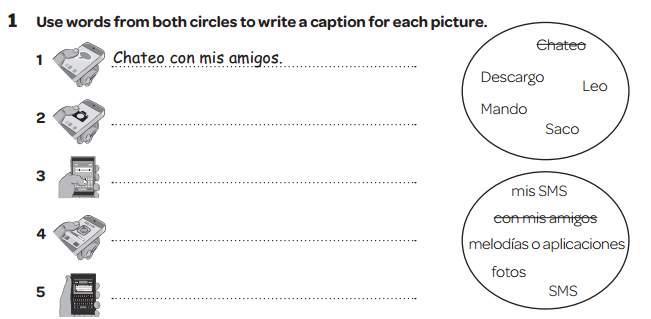 1 Use words from both circles to write a caption for each picture.
1 Chateo con mis amigos.
2
3
4
5
Chateo
Descargo
Leo
Mando
Saco
mis SMS
con mis amigos
melodías o aplicaciones
fotos
SMS